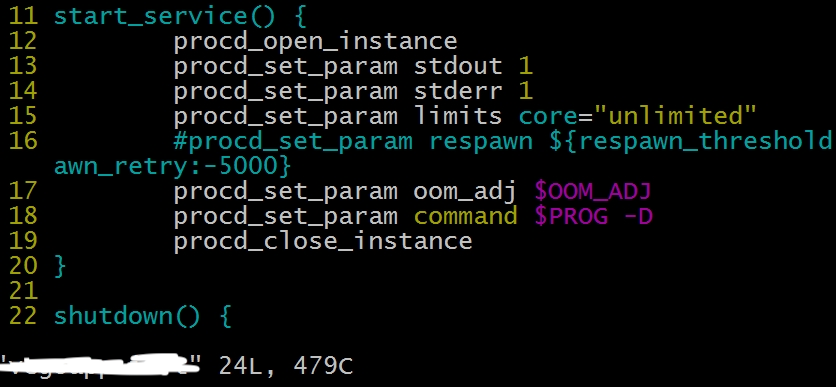 11 start_service() {
12         procd_open_instance
13         procd_set_param stdout 1
14         procd_set_param stderr 1
15         procd_set_param limits core="unlimited"
16         #procd_set_param respawn ${respawn_threshold
awn_retry:-5000}
17         procd_set_param oom_adj $OOM_ADJ
18         procd_set_param command $PROG -D
19         procd_close_instance
20 }
21
22 shutdown() {
" 24L, 479C